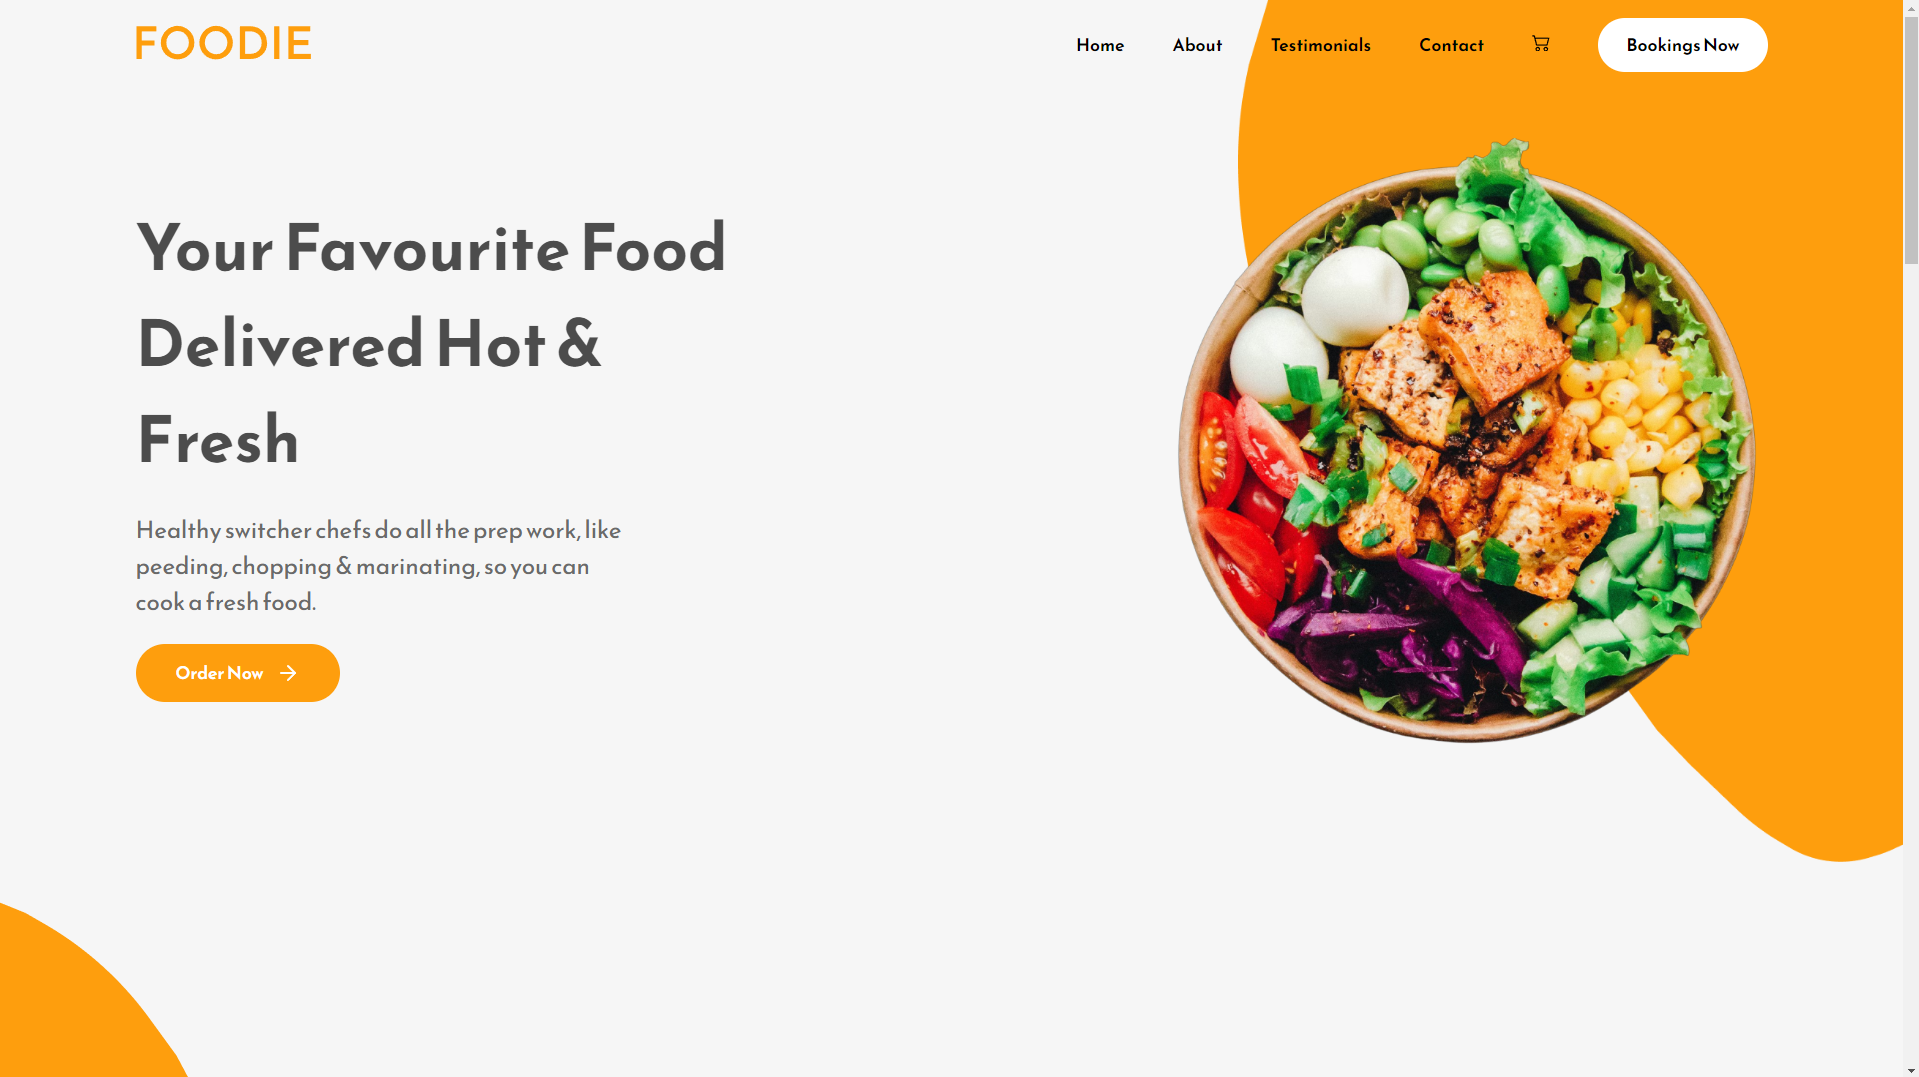 FOODIE
Home About Testimonials Contact Bookings Now
Your Favourite Food
Delivered Hot &
Fresh
Healthy switcher chefs do all the prep work, like
peeding, chopping & marinating, so you can
cook a fresh food.
Order Now